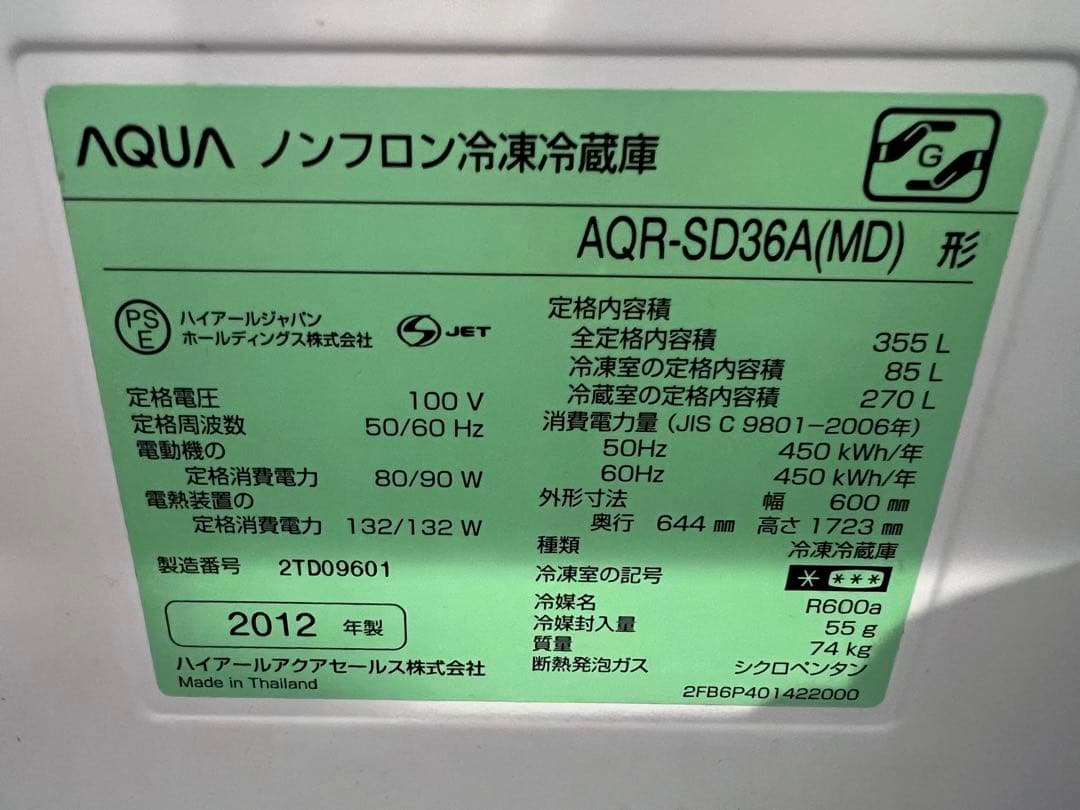 AQUA ノンフロン冷凍冷蔵庫
G
AQR-SD36A(MD) 形
PS
E
ハイアールジャパン
ホールディングス株式会社
S JET
定格電圧 100 V
定格周波数 50/60 Hz
電動機の
定格消費電力 80/90 W
電熱装置の
定格消費電力 132/132 W
製造番号 2TD09601
2012 年製
ハイアールアクアセールス株式会社
Made in Thailand
定格内容積
全定格内容積 355 L
冷凍室の定格内容積 85 L
冷蔵室の定格内容積 270 L
消費電力量 (JIS C 9801-2006年)
50Hz 450 kWh/年
60Hz 450 kWh/年
外形寸法 幅 600 ㎜
奥行 644 ㎜ 高さ 1723 ㎜
種類 冷凍冷蔵庫
冷凍室の記号 * ***
冷媒名 R600a
冷媒封入量 55 g
質量 74 kg
断熱発泡ガス シクロペンタン
2FB6P401422000